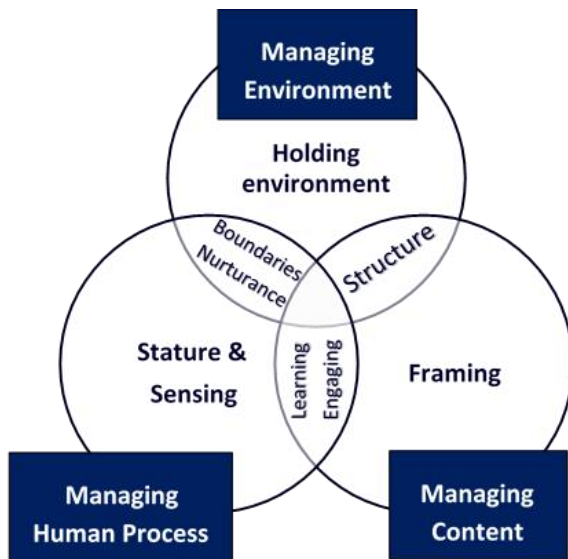 Managing
Environment
Holding
environment
Boundaries
Nurturance
Structure
Stature &
Sensing
Learning
Engaging
Framing
Managing
Human Process
Managing
Content